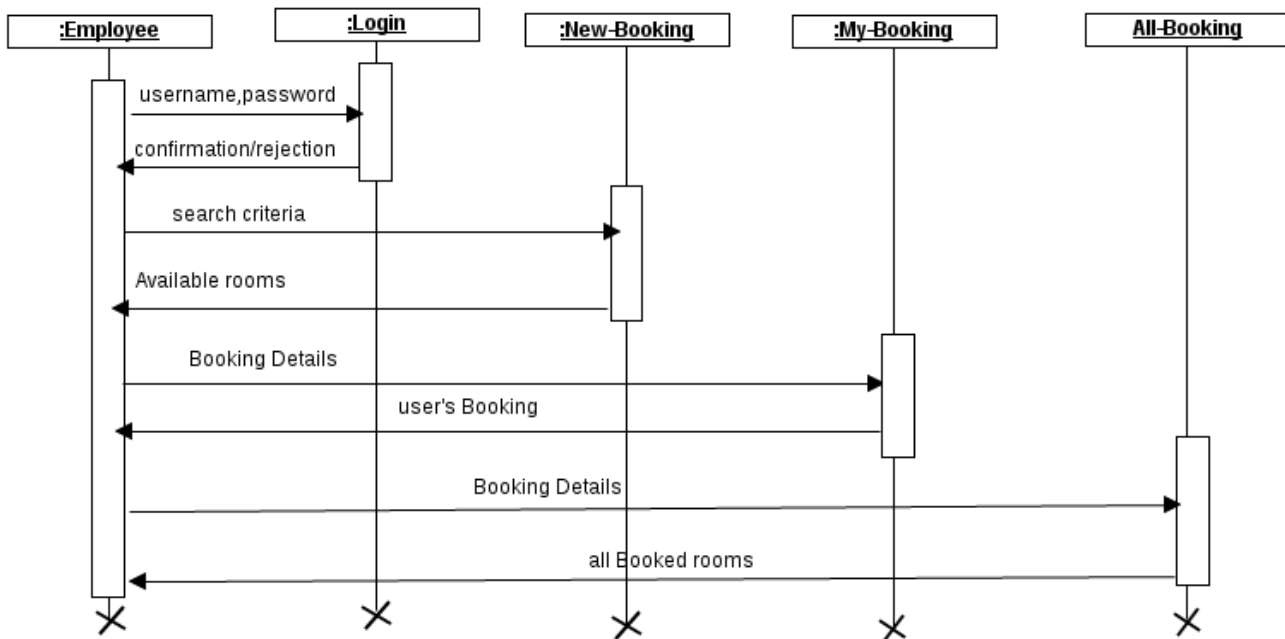 :Employee
:Login
:New-Booking
:My-Booking
All-Booking
username,password
confirmation/rejection
search criteria
Available rooms
Booking Details
user's Booking
Booking Details
all Booked rooms